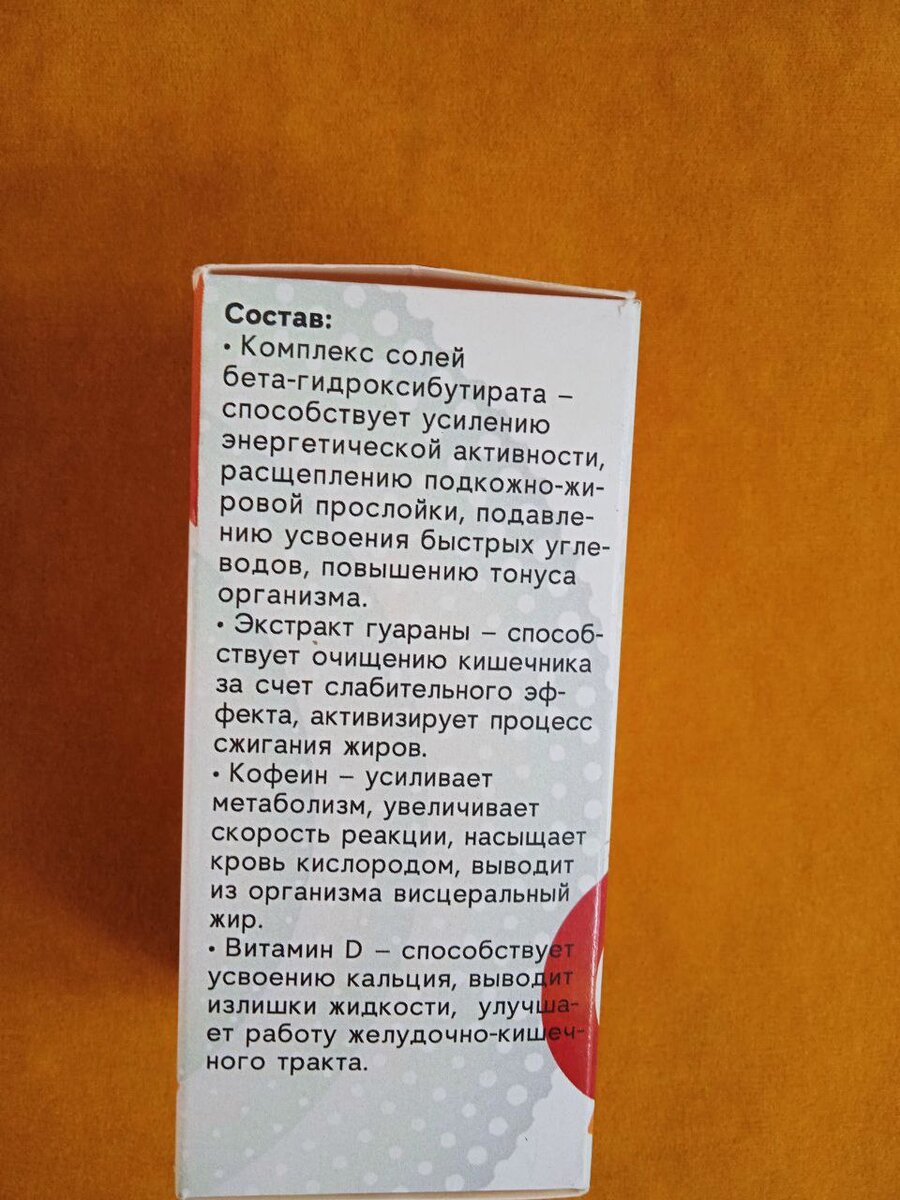 Состав:
• Комплекс солей
бета-гидроксибутирата –
способствует усилению
энергетической активности,
расщеплению подкожно-жи-
ровой прослойки, подавле-
нию усвоения быстрых угле-
водов, повышению тонуса
организма.
• Экстракт гуараны – способ-
ствует очищению кишечника
за счет слабительного эф-
фекта, активизирует процесс
сжигания жиров.
• Кофеин – усиливает
метаболизм, увеличивает
скорость реакции, насыщает
кровь кислородом, выводит
из организма висцеральный
жир.
• Витамин D – способствует
усвоению кальция, выводит
излишки жидкости, улучша-
ет работу желудочно-кишеч-
ного тракта.